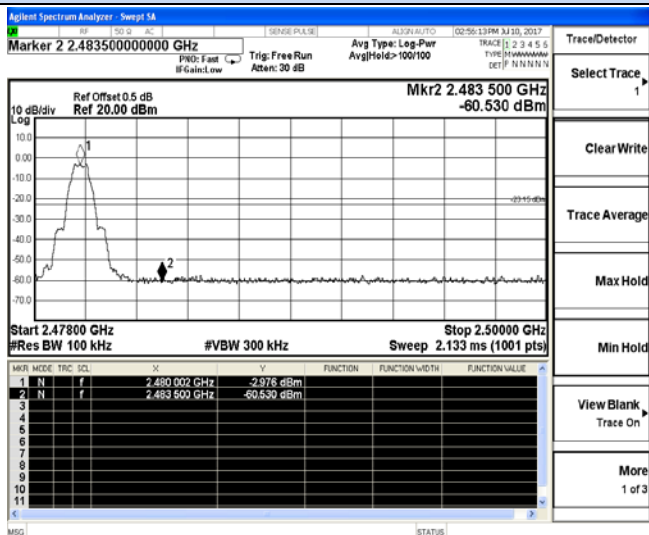 Agilent Spectrum Analyzer - Swept SA
RF 50 Ω AC SENSE:PULSE ALIGN AUTO 02:56:13 PM Jul 10, 2017
Marker 2 2.483500000000 GHz
PNO: Fast
IFGain:Low
Trig: Free Run
Atten: 30 dB
Avg Type: Log-Pwr
Avg|Hold:>100/100
TRACE 1 2 3 4 5 6
TYPE MWWWWW
DET P N N N N N
Mkr2 2.483 500 GHz
-60.530 dBm
Ref Offset 0.5 dB
10 dB/div Ref 20.00 dBm
Log
10.0
0.00
-10.0
-20.0
-30.0
-40.0
-50.0
-60.0
-70.0
1
2
Start 2.47800 GHz Stop 2.50000 GHz
#Res BW 100 kHz #VBW 300 kHz Sweep 2.133 ms (1001 pts)
MKR MODE TRC SCL X Y FUNCTION FUNCTION WIDTH FUNCTION VALUE
1 N f 2.480 002 GHz -2.976 dBm
2 N f 2.483 500 GHz -60.530 dBm
3
4
5
6
7
8
9
10
11
MSG STATUS
Trace/Detector
Select Trace
1
Clear Write
Trace Average
Max Hold
Min Hold
View Blank
Trace On
More
1 of 3